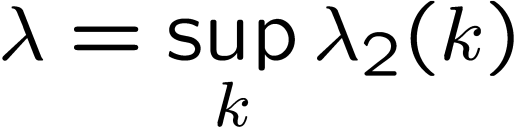 λ = sup λ₂(k)
k